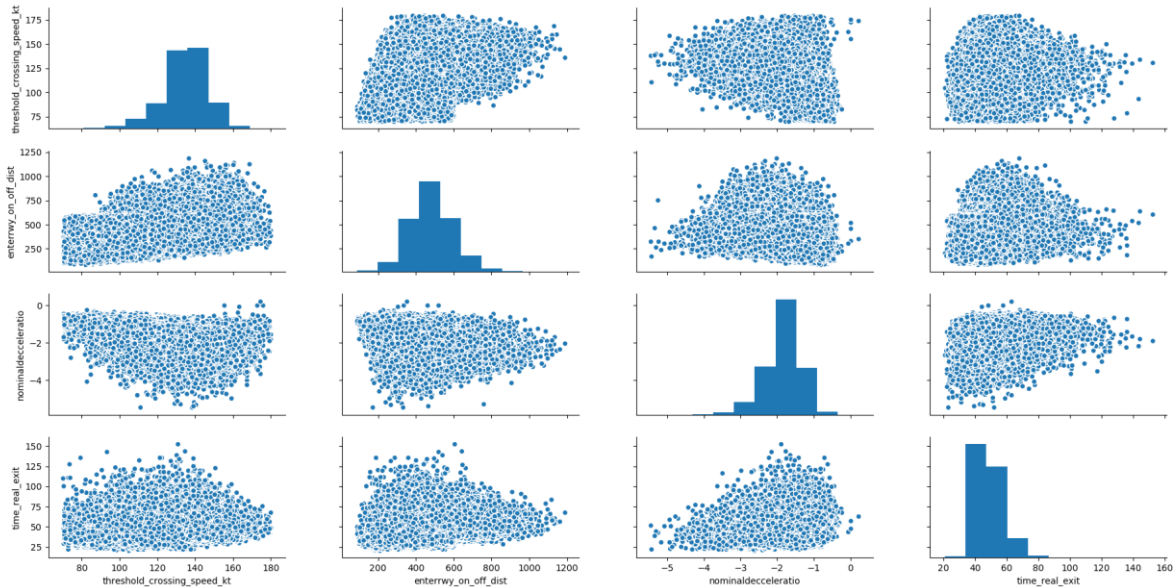 threshold_crossing_speed_kt
175
150
125
100
75
enterrwy_on_off_dist
1250
1000
750
500
250
nominaldecceleratio
0
−2
−4
time_real_exit
150
125
100
75
50
25
80 100 120 140 160 180
threshold_crossing_speed_kt
200 400 600 800 1000 1200
enterrwy_on_off_dist
−5 −4 −3 −2 −1 0
nominaldecceleratio
20 40 60 80 100 120 140 160
time_real_exit